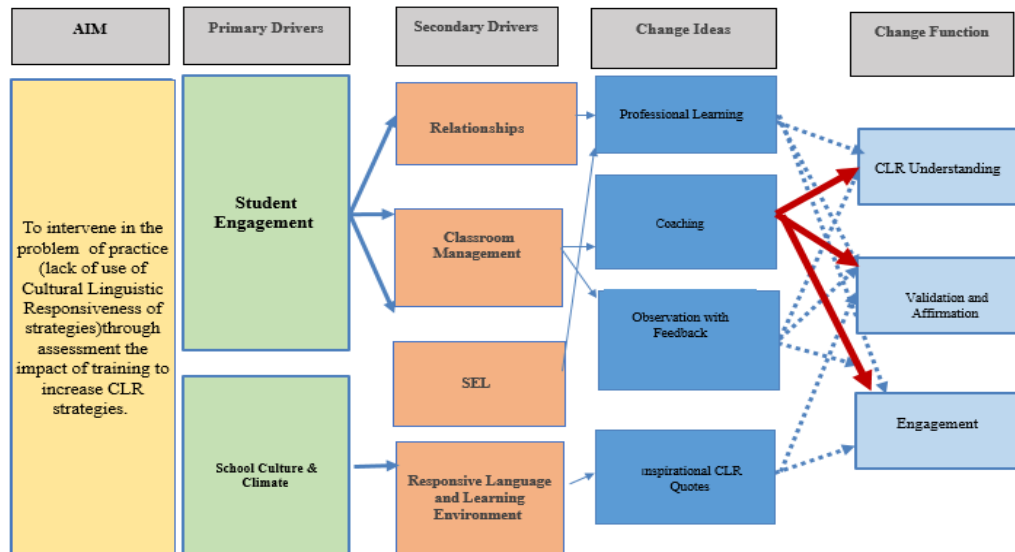 AIM
Primary Drivers
Secondary Drivers
Change Ideas
Change Function
To intervene in the
problem of practice
(lack of use of
Cultural Linguistic
Responsiveness of
strategies)through
assessment the
impact of training to
increase CLR
strategies.
Student
Engagement
School Culture &
Climate
Relationships
Classroom
Management
SEL
Responsive Language
and Learning
Environment
Professional Learning
Coaching
Observation with
Feedback
Inspirational CLR
Quotes
CLR Understanding
Validation and
Affirmation
Engagement